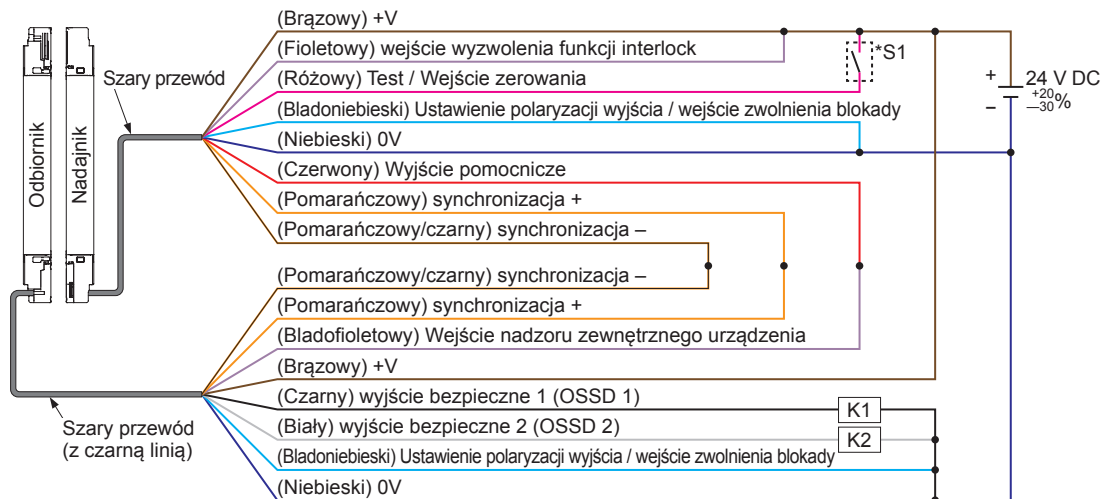 (Brązowy) +V
(Fioletowy) wejście wyzwolenia funkcji interlock
*S1
Szary przewód
(Różowy) Test / Wejście zerowania
+ 24 V DC
– +20 —30 %
(Bladoniebieski) Ustawienie polaryzacji wyjścia / wejście zwolnienia blokady
Odbiornik
Nadajnik
(Niebieski) 0V
(Czerwony) Wyjście pomocnicze
(Pomarańczowy) synchronizacja +
(Pomarańczowy/czarny) synchronizacja –
(Pomarańczowy/czarny) synchronizacja –
(Pomarańczowy) synchronizacja +
(Bladofioletowy) Wejście nadzoru zewnętrznego urządzenia
(Brązowy) +V
(Czarny) wyjście bezpieczne 1 (OSSD 1)
K1
Szary przewód
(z czarną linią)
(Biały) wyjście bezpieczne 2 (OSSD 2)
K2
(Bladoniebieski) Ustawienie polaryzacji wyjścia / wejście zwolnienia blokady
(Niebieski) 0V